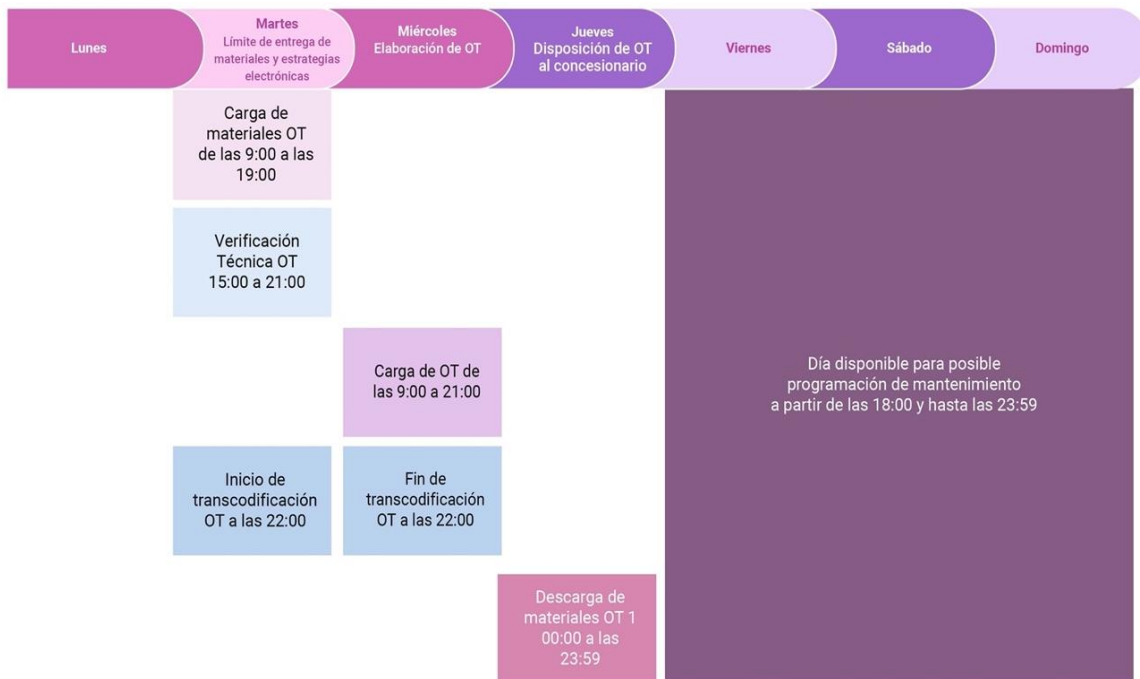 Lunes
Martes
Límite de entrega de
materiales y estrategias
electrónicas
Miércoles
Elaboración de OT
Jueves
Disposición de OT
al concesionario
Viernes
Sábado
Domingo
Carga de
materiales OT
de las 9:00 a las
19:00
Verificación
Técnica OT
15:00 a 21:00
Carga de OT de
las 9:00 a 21:00
Día disponible para posible
programación de mantenimiento
a partir de las 18:00 y hasta las 23:59
Inicio de
transcodificación
OT a las 22:00
Fin de
transcodificación
OT a las 22:00
Descarga de
materiales OT 1
00:00 a las
23:59